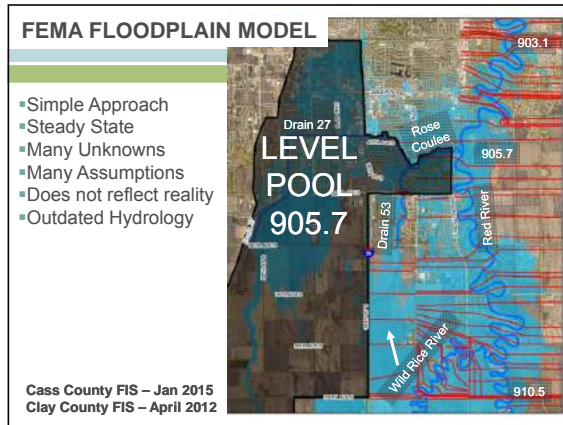 FEMA FLOODPLAIN MODEL
▪Simple Approach
▪Steady State
▪Many Unknowns
▪Many Assumptions
▪Does not reflect reality
▪Outdated Hydrology
Cass County FIS – Jan 2015
Clay County FIS – April 2012
903.1
Drain 27
Rose
Coulee
LEVEL
POOL
905.7
905.7
Drain 53
Red River
Wild Rice River
910.5